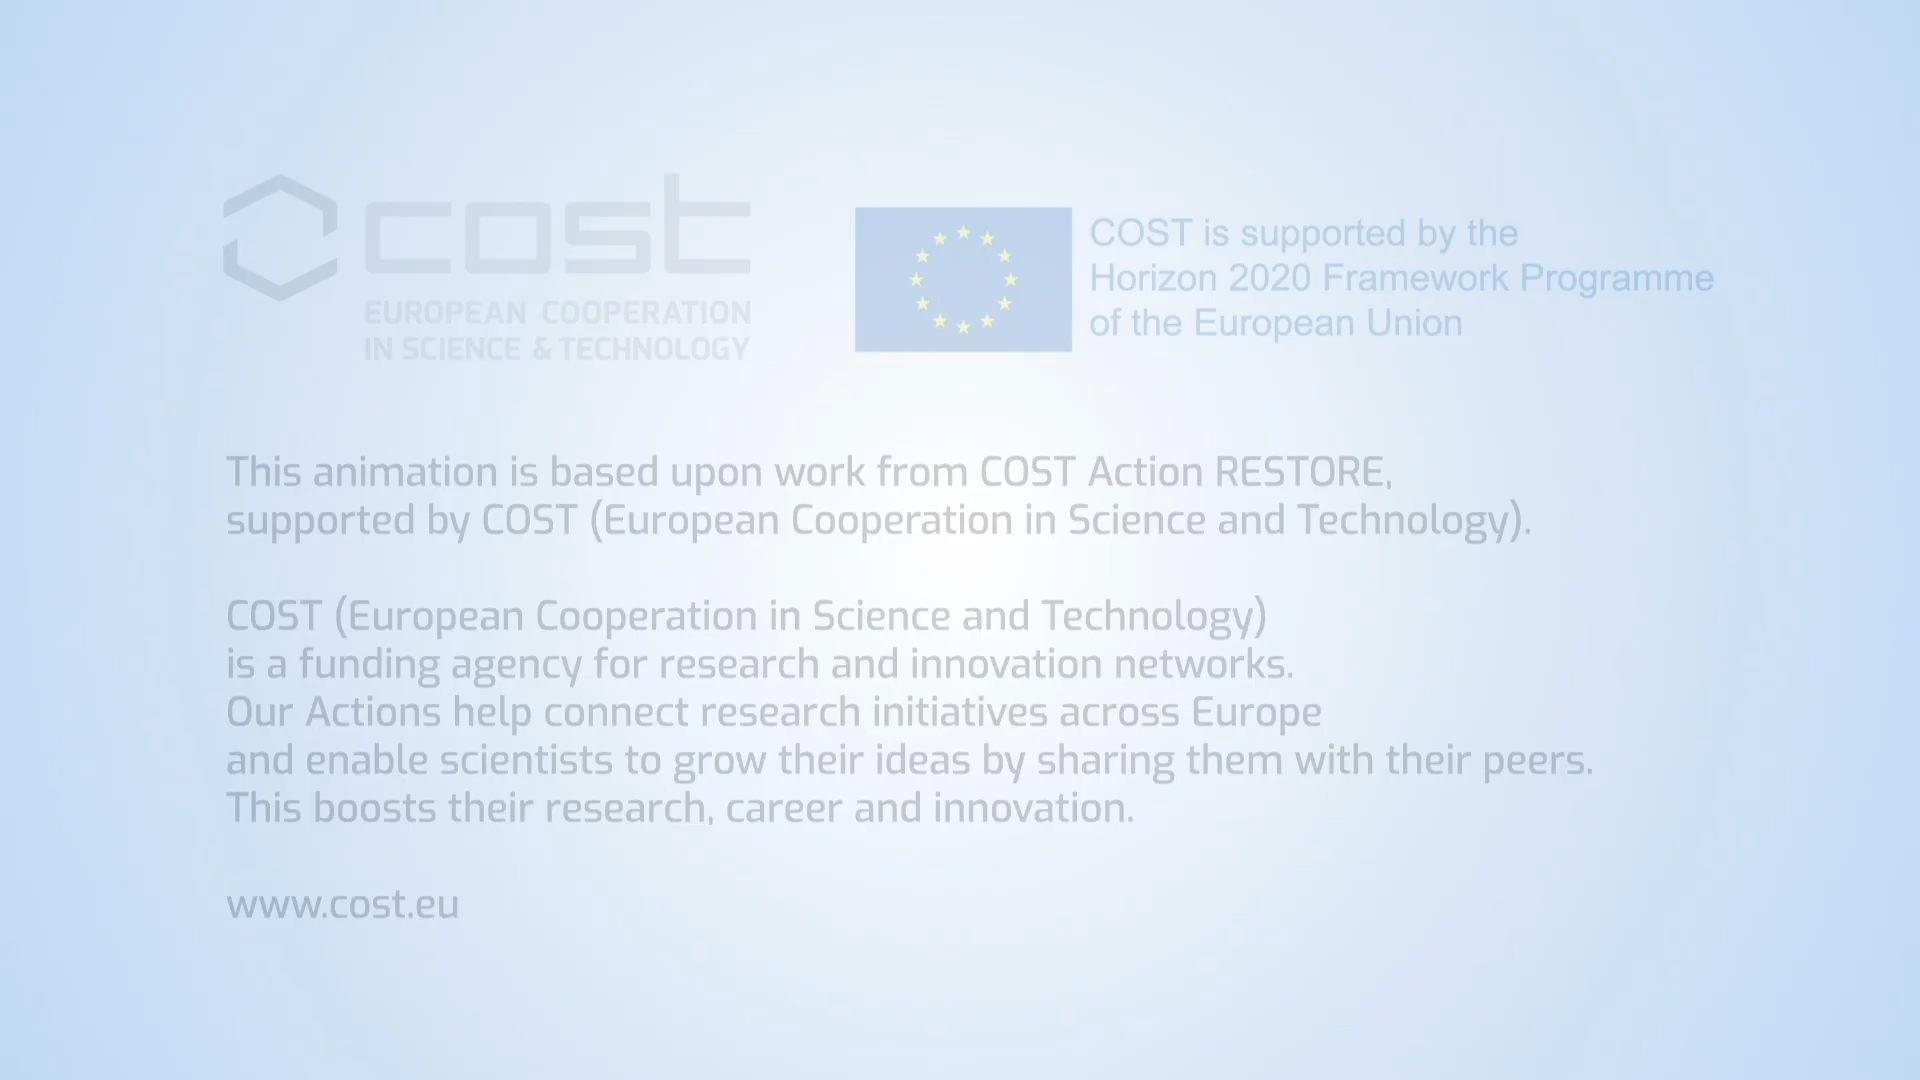 cost
EUROPEAN COOPERATION
IN SCIENCE & TECHNOLOGY
COST is supported by the
Horizon 2020 Framework Programme
of the European Union
This animation is based upon work from COST Action RESTORE,
supported by COST (European Cooperation in Science and Technology).
COST (European Cooperation in Science and Technology)
is a funding agency for research and innovation networks.
Our Actions help connect research initiatives across Europe
and enable scientists to grow their ideas by sharing them with their peers.
This boosts their research, career and innovation.
www.cost.eu